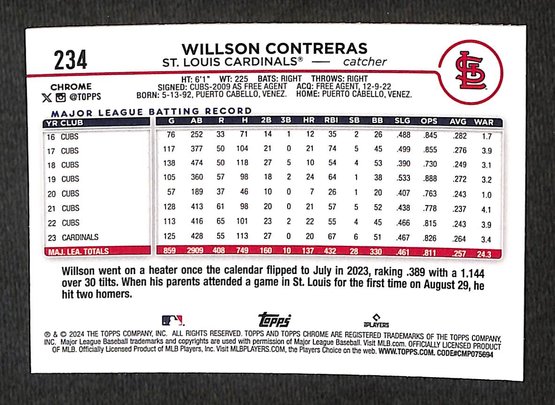 234
WILLSON CONTRERAS
ST. LOUIS CARDINALS® — catcher
CHROME
@TOPPS
HT: 6'1" WT: 225 BATS: RIGHT THROWS: RIGHT
SIGNED: CUBS-2009 AS FREE AGENT ACQ: FREE AGENT, 12-9-22
BORN: 5-13-92, PUERTO CABELLO, VENEZ. HOME: PUERTO CABELLO, VENEZ.
MAJOR LEAGUE BATTING RECORD
YR CLUB G AB R H 2B 3B HR RBI SB BB SLG OPS AVG WAR
16 CUBS 76 252 33 71 14 1 12 35 2 26 .488 .845 .282 1.7
17 CUBS 117 377 50 104 21 0 21 74 5 45 .499 .855 .276 3.9
18 CUBS 138 474 50 118 27 5 10 54 4 53 .390 .730 .249 3.1
19 CUBS 105 360 57 98 18 2 24 64 1 38 .533 .888 .272 3.2
20 CUBS 57 189 37 46 10 0 7 26 1 20 .407 .763 .243 1.0
21 CUBS 128 413 61 98 20 0 21 57 5 52 .438 .778 .237 4.1
22 CUBS 113 416 65 101 23 2 22 55 4 45 .466 .815 .243 3.9
23 CARDINALS 125 428 55 113 27 0 20 67 6 51 .467 .826 .264 3.4
MAJ. LEA. TOTALS 859 2909 408 749 160 10 137 432 28 330 .461 .811 .257 24.3
Willson went on a heater once the calendar flipped to July in 2023, raking .389 with a 1.144
over 30 tilts. When his parents attended a game in St. Louis for the first time on August 29, he
hit two homers.
Topps
PLAYERS
® & © 2024 THE TOPPS COMPANY, INC. ALL RIGHTS RESERVED. TOPPS AND TOPPS CHROME ARE REGISTERED TRADEMARKS OF THE TOPPS COMPANY,
INC. Major League Baseball trademarks and copyrights are used with permission of Major League Baseball. Visit MLB.com. OFFICIALLY LICENSED PRODUCT
OF MLB. Officially Licensed Product of MLB Players, Inc. Visit MLBPLAYERS.com, the Players Choice on the web. WWW.TOPPS.COM. CODE#CMP075694